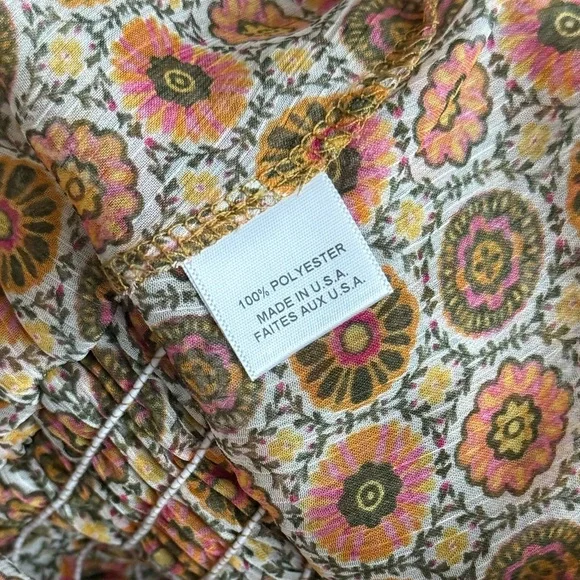 100% POLYESTER
MADE IN U.S.A.
FAITES AUX U.S.A.